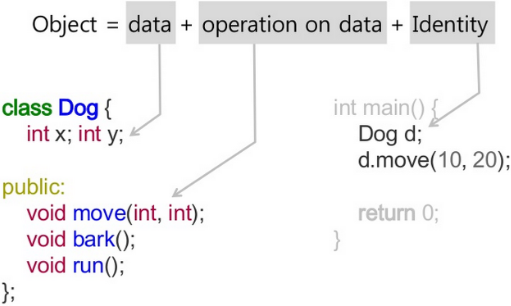 Object = data + operation on data + Identity
class Dog {
int x; int y;
public:
void move(int, int);
void bark();
void run();
};
int main() {
Dog d;
d.move(10, 20);
return 0;
}